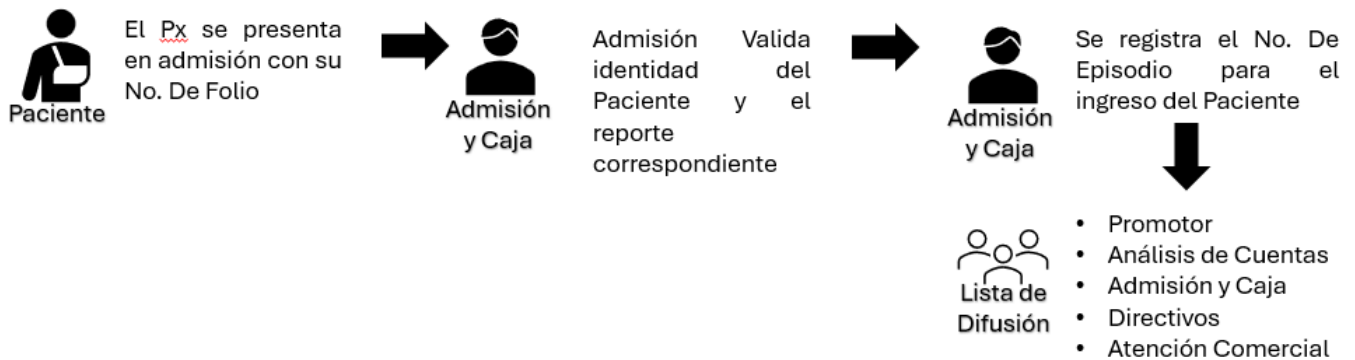 El Px se presenta
en admisión con su
No. De Folio
Paciente
Admisión
y Caja
Admisión Valida
identidad del
Paciente y el
reporte
correspondiente
Admisión
y Caja
Se registra el No. De
Episodio para el
ingreso del Paciente
Lista de
Difusión
• Promotor
• Análisis de Cuentas
• Admisión y Caja
• Directivos
• Atención Comercial